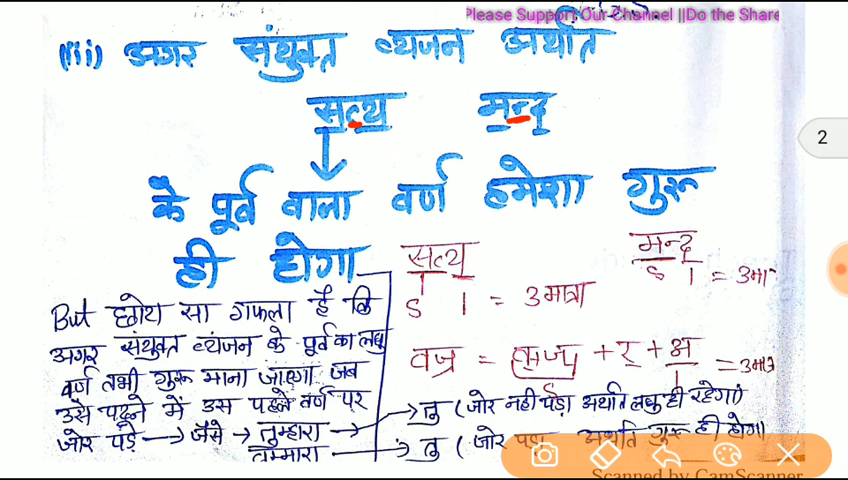 Please Support Our Channel ||Do the Share
(iii) अगर संयुक्त व्यंजन अर्थात
सत्य मन्द
के पूर्व वाला वर्ण हमेशा गुरू
ही होगा
सत्य मन्द
S I = 3मात्रा S I = 3मा
But छोटा सा गफला है कि
अगर संयुक्त व्यंजन के पूर्व का लघु
वर्ण तभी गुरू माना जाएगा जब
उसे पढ़ने में उस पहले वर्ण पर
जोर पड़े → जैसे → तुम्हारा → तु (जोर नही पड़ा अर्थात लघु ही रहेगा)
तु (जोर पड़ा अर्थात गुरू ही होगा
वज्र = + र् + अ = 3मात्र
S I
2
Scanned by CamScanner